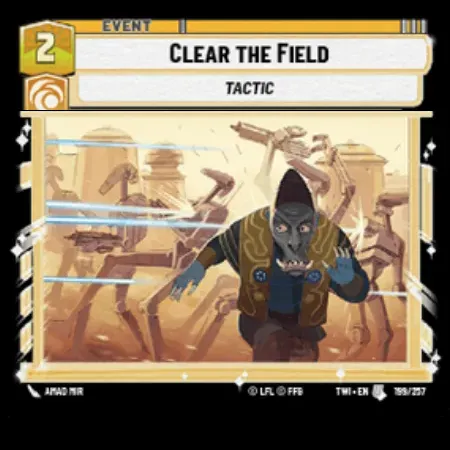 EVENT
2
CLEAR THE FIELD
TACTIC
AMAD MIR
© LFL © FFG
TWI • EN
199/257